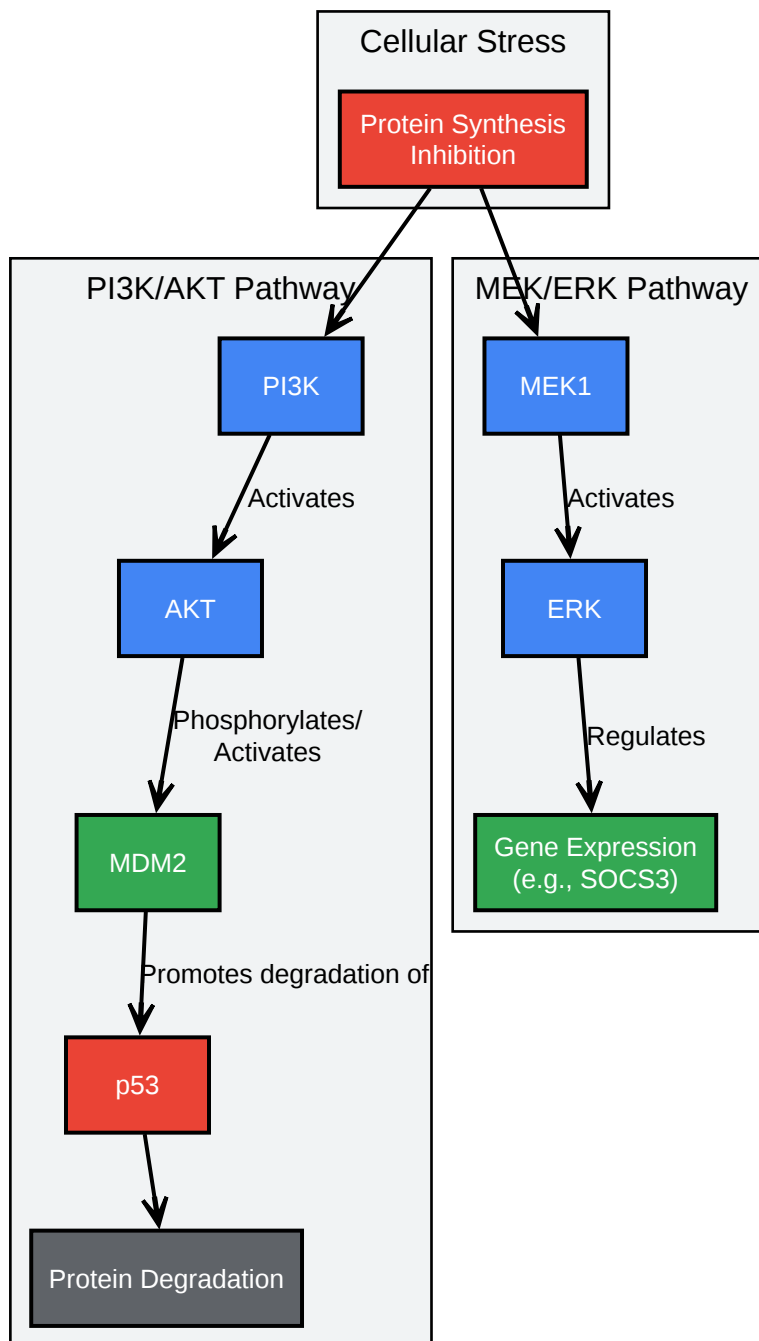 Cellular Stress
Protein Synthesis
Inhibition
PI3K/AKT Pathway
MEK/ERK Pathway
PI3K
MEK1
Activates
Activates
AKT
ERK
Phosphorylates/
Activates
Regulates
MDM2
Gene Expression
(e.g., SOCS3)
Promotes degradation of
p53
Protein Degradation